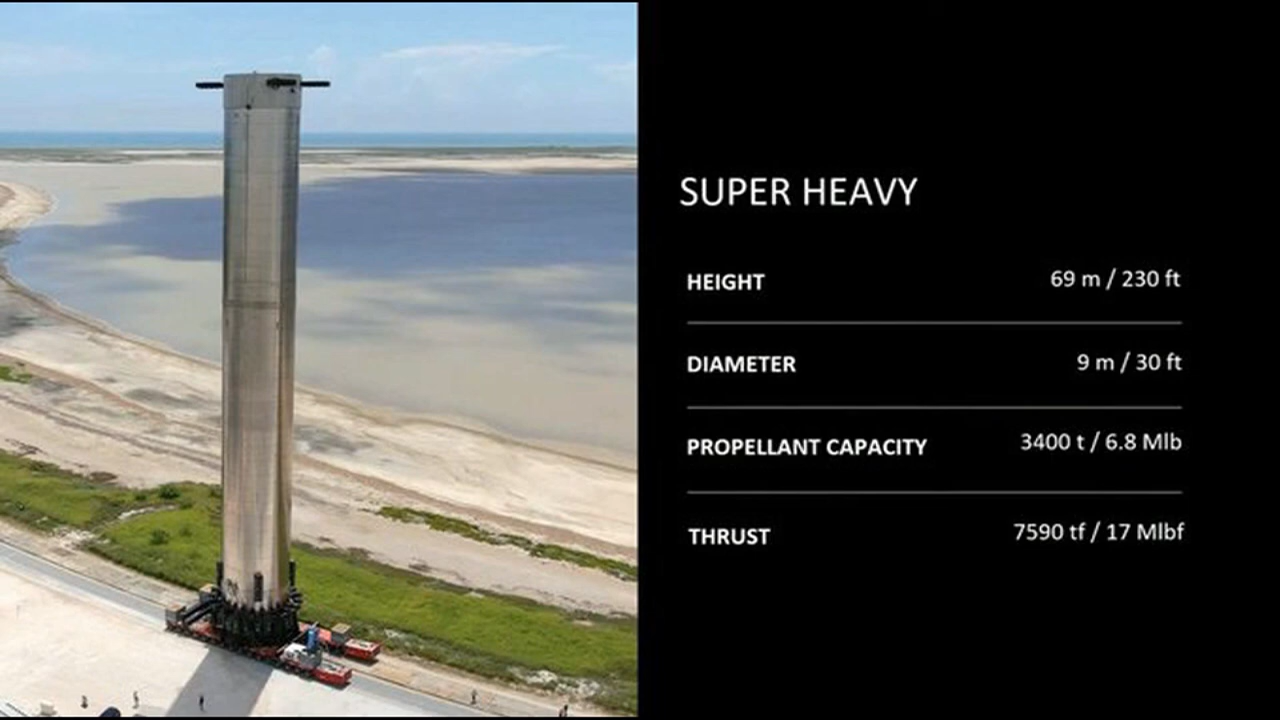 SUPER HEAVY
HEIGHT 69 m / 230 ft
DIAMETER 9 m / 30 ft
PROPELLANT CAPACITY 3400 t / 6.8 Mlb
THRUST 7590 tf / 17 Mlbf